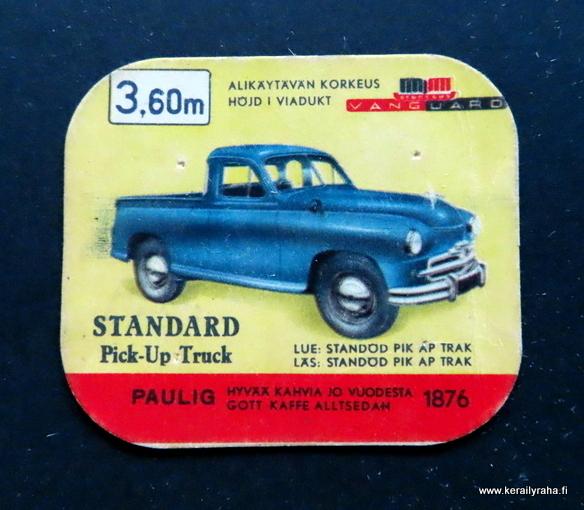 3,60m
ALIKÄYTÄVÄN KORKEUS
HÖJD I VIADUKT
VANGUARD
STANDARD
Pick-Up Truck
LUE: STANDÖD PIK ÄP TRAK
LÄS: STANDÖD PIK AP TRAK
PAULIG
HYVÄÄ KAHVIA JO VUODESTA
GOTT KAFFE ALLTSEDAN
1876
www.kerailyraha.fi